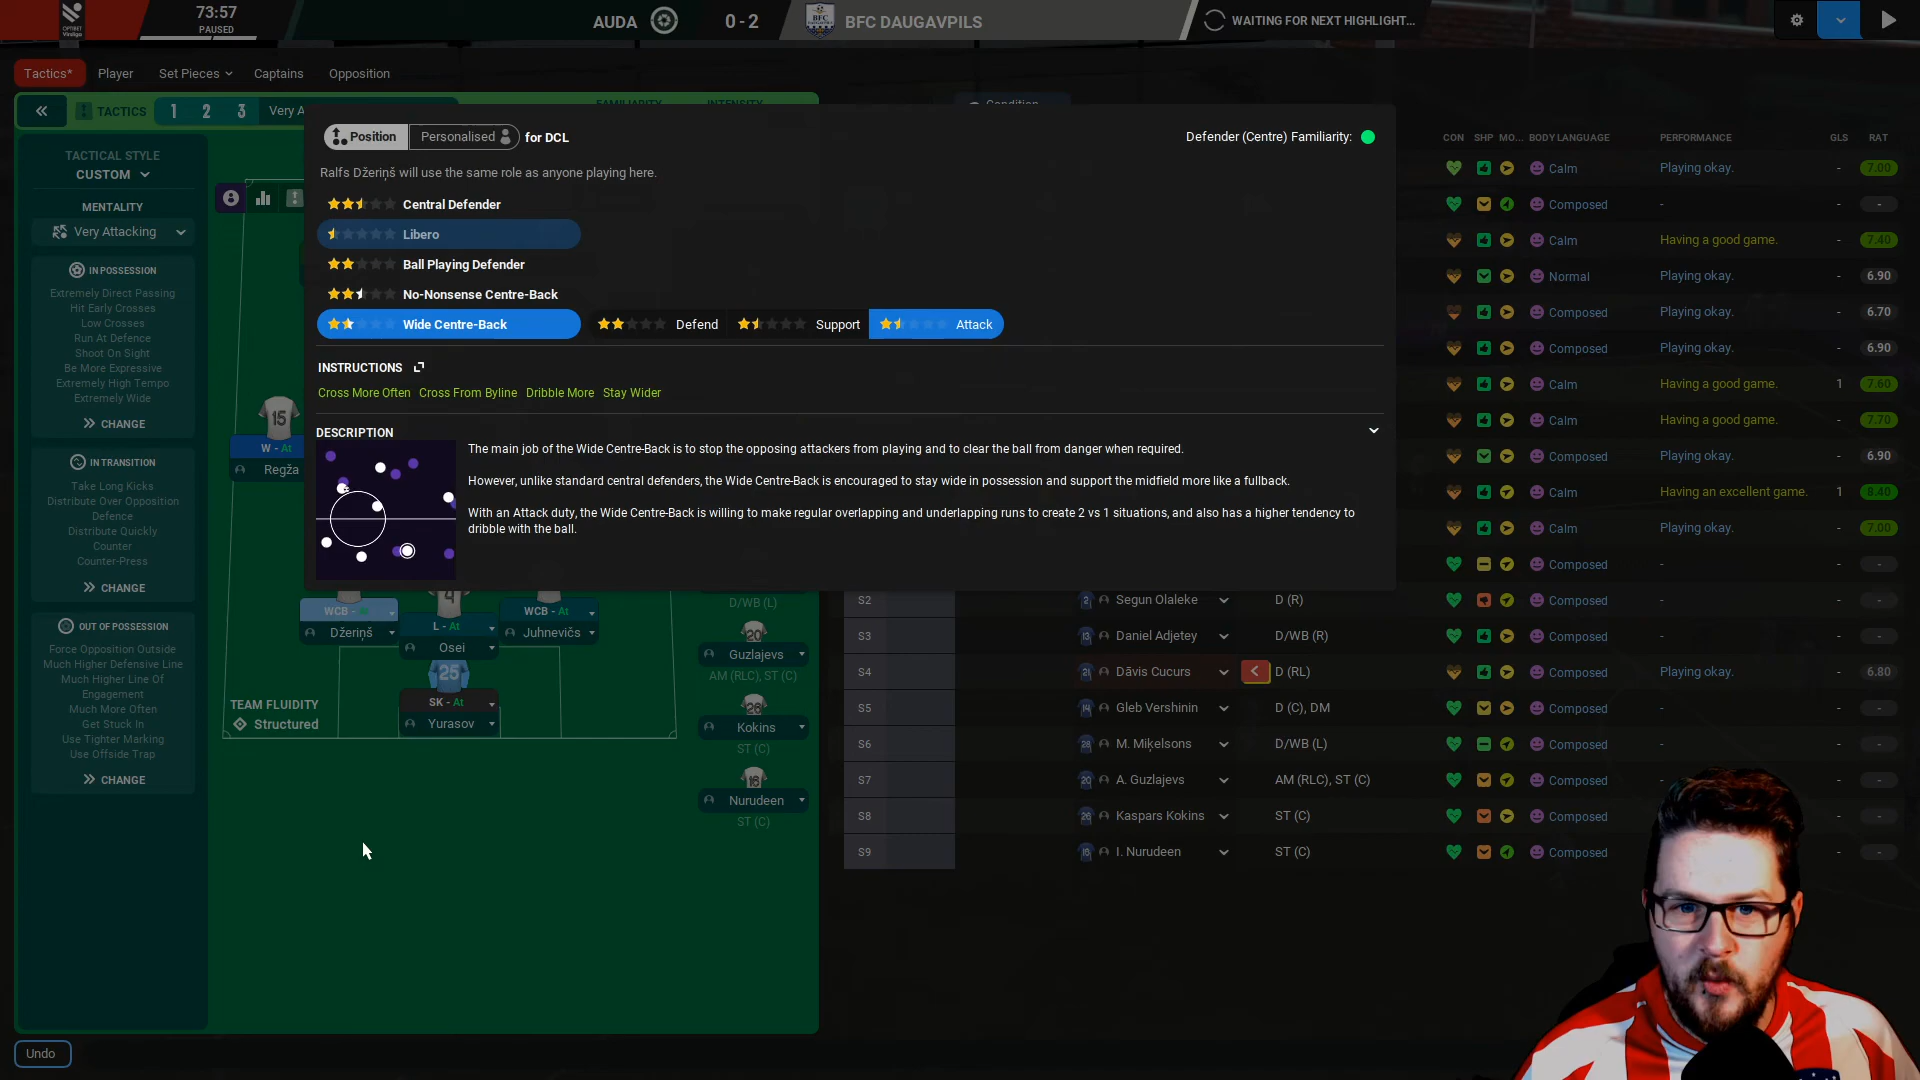 73:57
PAUSED
AUDA 0 - 2 BFC DAUGAVPILS
WAITING FOR NEXT HIGHLIGHT...
Tactics* Player Set Pieces Captains Opposition
TACTICS 1 2 3 Very A
FAMILIARITY INTENSITY
Condition
TACTICAL STYLE
CUSTOM
MENTALITY
Very Attacking
IN POSSESSION
Extremely Direct Passing
Hit Early Crosses
Low Crosses
Run At Defence
Shoot On Sight
Be More Expressive
Extremely High Tempo
Extremely Wide
CHANGE
IN TRANSITION
Take Long Kicks
Distribute Over Opposition
Defence
Distribute Quickly
Counter
Counter-Press
CHANGE
OUT OF POSSESSION
Force Opposition Outside
Much Higher Defensive Line
Much Higher Line Of
Engagement
Much More Often
Get Stuck In
Use Tighter Marking
Use Offside Trap
CHANGE
Position Personalised for DCL
Defender (Centre) Familiarity:
Ralfs Džeriņš will use the same role as anyone playing here.
Central Defender
Libero
Ball Playing Defender
No-Nonsense Centre-Back
Wide Centre-Back Defend Support Attack
INSTRUCTIONS
Cross More Often Cross From Byline Dribble More Stay Wider
DESCRIPTION
The main job of the Wide Centre-Back is to stop the opposing attackers from playing and to clear the ball from danger when required.
However, unlike standard central defenders, the Wide Centre-Back is encouraged to stay wide in possession and support the midfield more like a fullback.
With an Attack duty, the Wide Centre-Back is willing to make regular overlapping and underlapping runs to create 2 vs 1 situations, and also has a higher tendency to
dribble with the ball.
15
W - At
Regža
WCB - At
Džeriņš
4
L - At
Osei
WCB - At
Juhnevičs
25
SK - At
Yurasov
TEAM FLUIDITY
Structured
D/WB (L)
20
Guzlajevs
AM (RLC), ST (C)
26
Kokins
ST (C)
16
Nurudeen
ST (C)
CON SHP MO... BODY LANGUAGE PERFORMANCE GLS RAT
Calm Playing okay. - 7.00
Composed - - -
Calm Having a good game. - 7.40
Normal Playing okay. - 6.90
Composed Playing okay. - 6.70
Composed Playing okay. - 6.90
Calm Having a good game. 1 7.60
Calm Having a good game. - 7.70
Composed Playing okay. - 6.90
Calm Having an excellent game. 1 8.40
Calm Playing okay. - 7.00
Composed - - -
S2 2 Segun Olaleke D (R) Composed - - -
S3 13 Daniel Adjetey D/WB (R) Composed - - -
S4 21 Dāvis Cucurs D (RL) Composed Playing okay. - 6.80
S5 14 Gleb Vershinin D (C), DM Composed - - -
S6 M. Miķelsons D/WB (L) Composed - - -
S7 20 A. Guzlajevs AM (RLC), ST (C) Composed - - -
S8 26 Kaspars Kokins ST (C) Composed - -
S9 16 I. Nurudeen ST (C) Composed - -
Undo